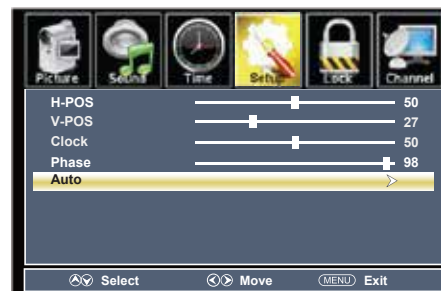 Picture Sound Time Setup Lock Channel
H-POS 50
V-POS 27
Clock 50
Phase 98
Auto
Select Move MENU Exit